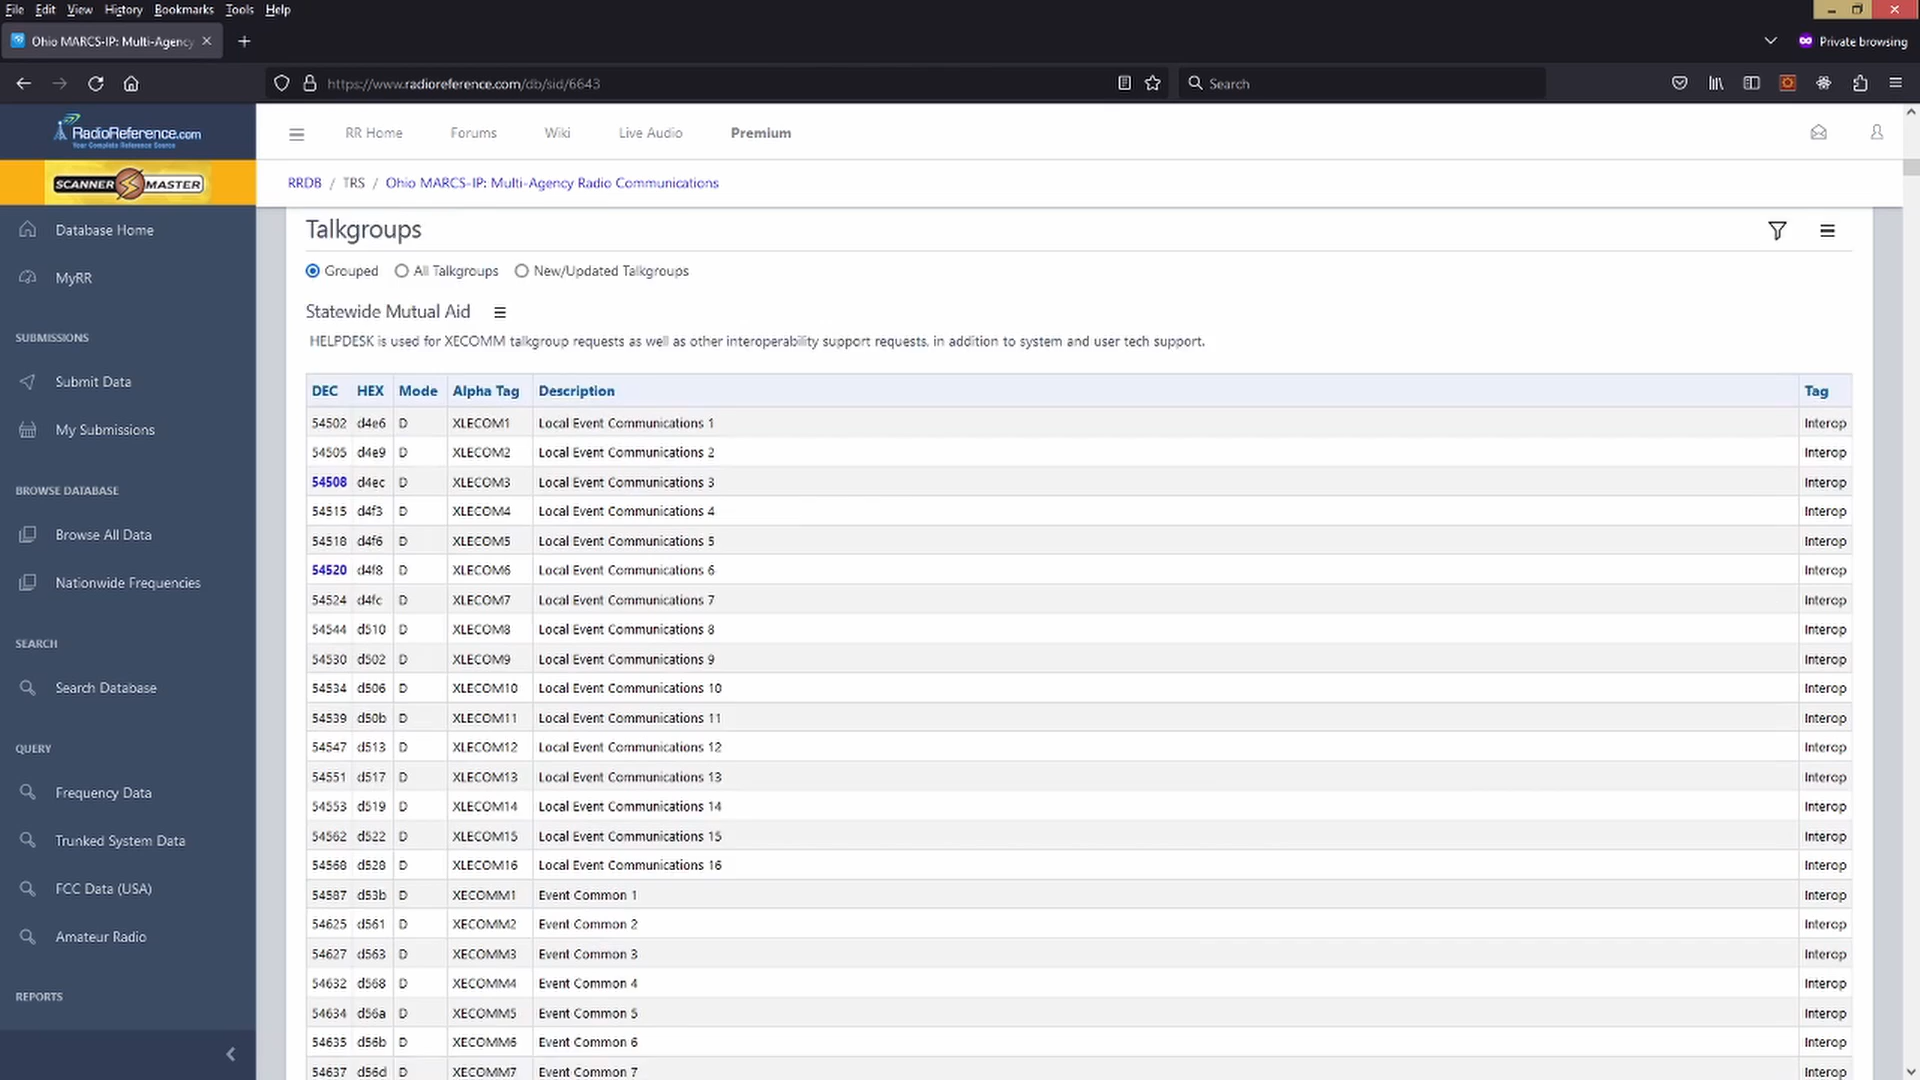 File Edit View History Bookmarks Tools Help
Ohio MARCS-IP: Multi-Agency
Private browsing
https://www.radioreference.com/db/sid/6643
Search
RadioReference.com
Your Complete Reference Source
RR Home Forums Wiki Live Audio Premium
SCANNER MASTER
RRDB / TRS / Ohio MARCS-IP: Multi-Agency Radio Communications
Database Home
MyRR
SUBMISSIONS
Submit Data
My Submissions
BROWSE DATABASE
Browse All Data
Nationwide Frequencies
SEARCH
Search Database
QUERY
Frequency Data
Trunked System Data
FCC Data (USA)
Amateur Radio
REPORTS
Talkgroups
Grouped All Talkgroups New/Updated Talkgroups
Statewide Mutual Aid
HELPDESK is used for XECOMM talkgroup requests as well as other interoperability support requests, in addition to system and user tech support.
DEC HEX Mode Alpha Tag Description Tag
54502 d4e6 D XLECOM1 Local Event Communications 1 Interop
54505 d4e9 D XLECOM2 Local Event Communications 2 Interop
54508 d4ec D XLECOM3 Local Event Communications 3 Interop
54515 d4f3 D XLECOM4 Local Event Communications 4 Interop
54518 d4f6 D XLECOM5 Local Event Communications 5 Interop
54520 d4f8 D XLECOM6 Local Event Communications 6 Interop
54524 d4fc D XLECOM7 Local Event Communications 7 Interop
54544 d510 D XLECOM8 Local Event Communications 8 Interop
54530 d502 D XLECOM9 Local Event Communications 9 Interop
54534 d506 D XLECOM10 Local Event Communications 10 Interop
54539 d50b D XLECOM11 Local Event Communications 11 Interop
54547 d513 D XLECOM12 Local Event Communications 12 Interop
54551 d517 D XLECOM13 Local Event Communications 13 Interop
54553 d519 D XLECOM14 Local Event Communications 14 Interop
54562 d522 D XLECOM15 Local Event Communications 15 Interop
54568 d528 D XLECOM16 Local Event Communications 16 Interop
54587 d53b D XECOMM1 Event Common 1 Interop
54625 d561 D XECOMM2 Event Common 2 Interop
54627 d563 D XECOMM3 Event Common 3 Interop
54632 d568 D XECOMM4 Event Common 4 Interop
54634 d56a D XECOMM5 Event Common 5 Interop
54635 d56b D XECOMM6 Event Common 6 Interop
54637 d56d D XECOMM7 Event Common 7 Interop